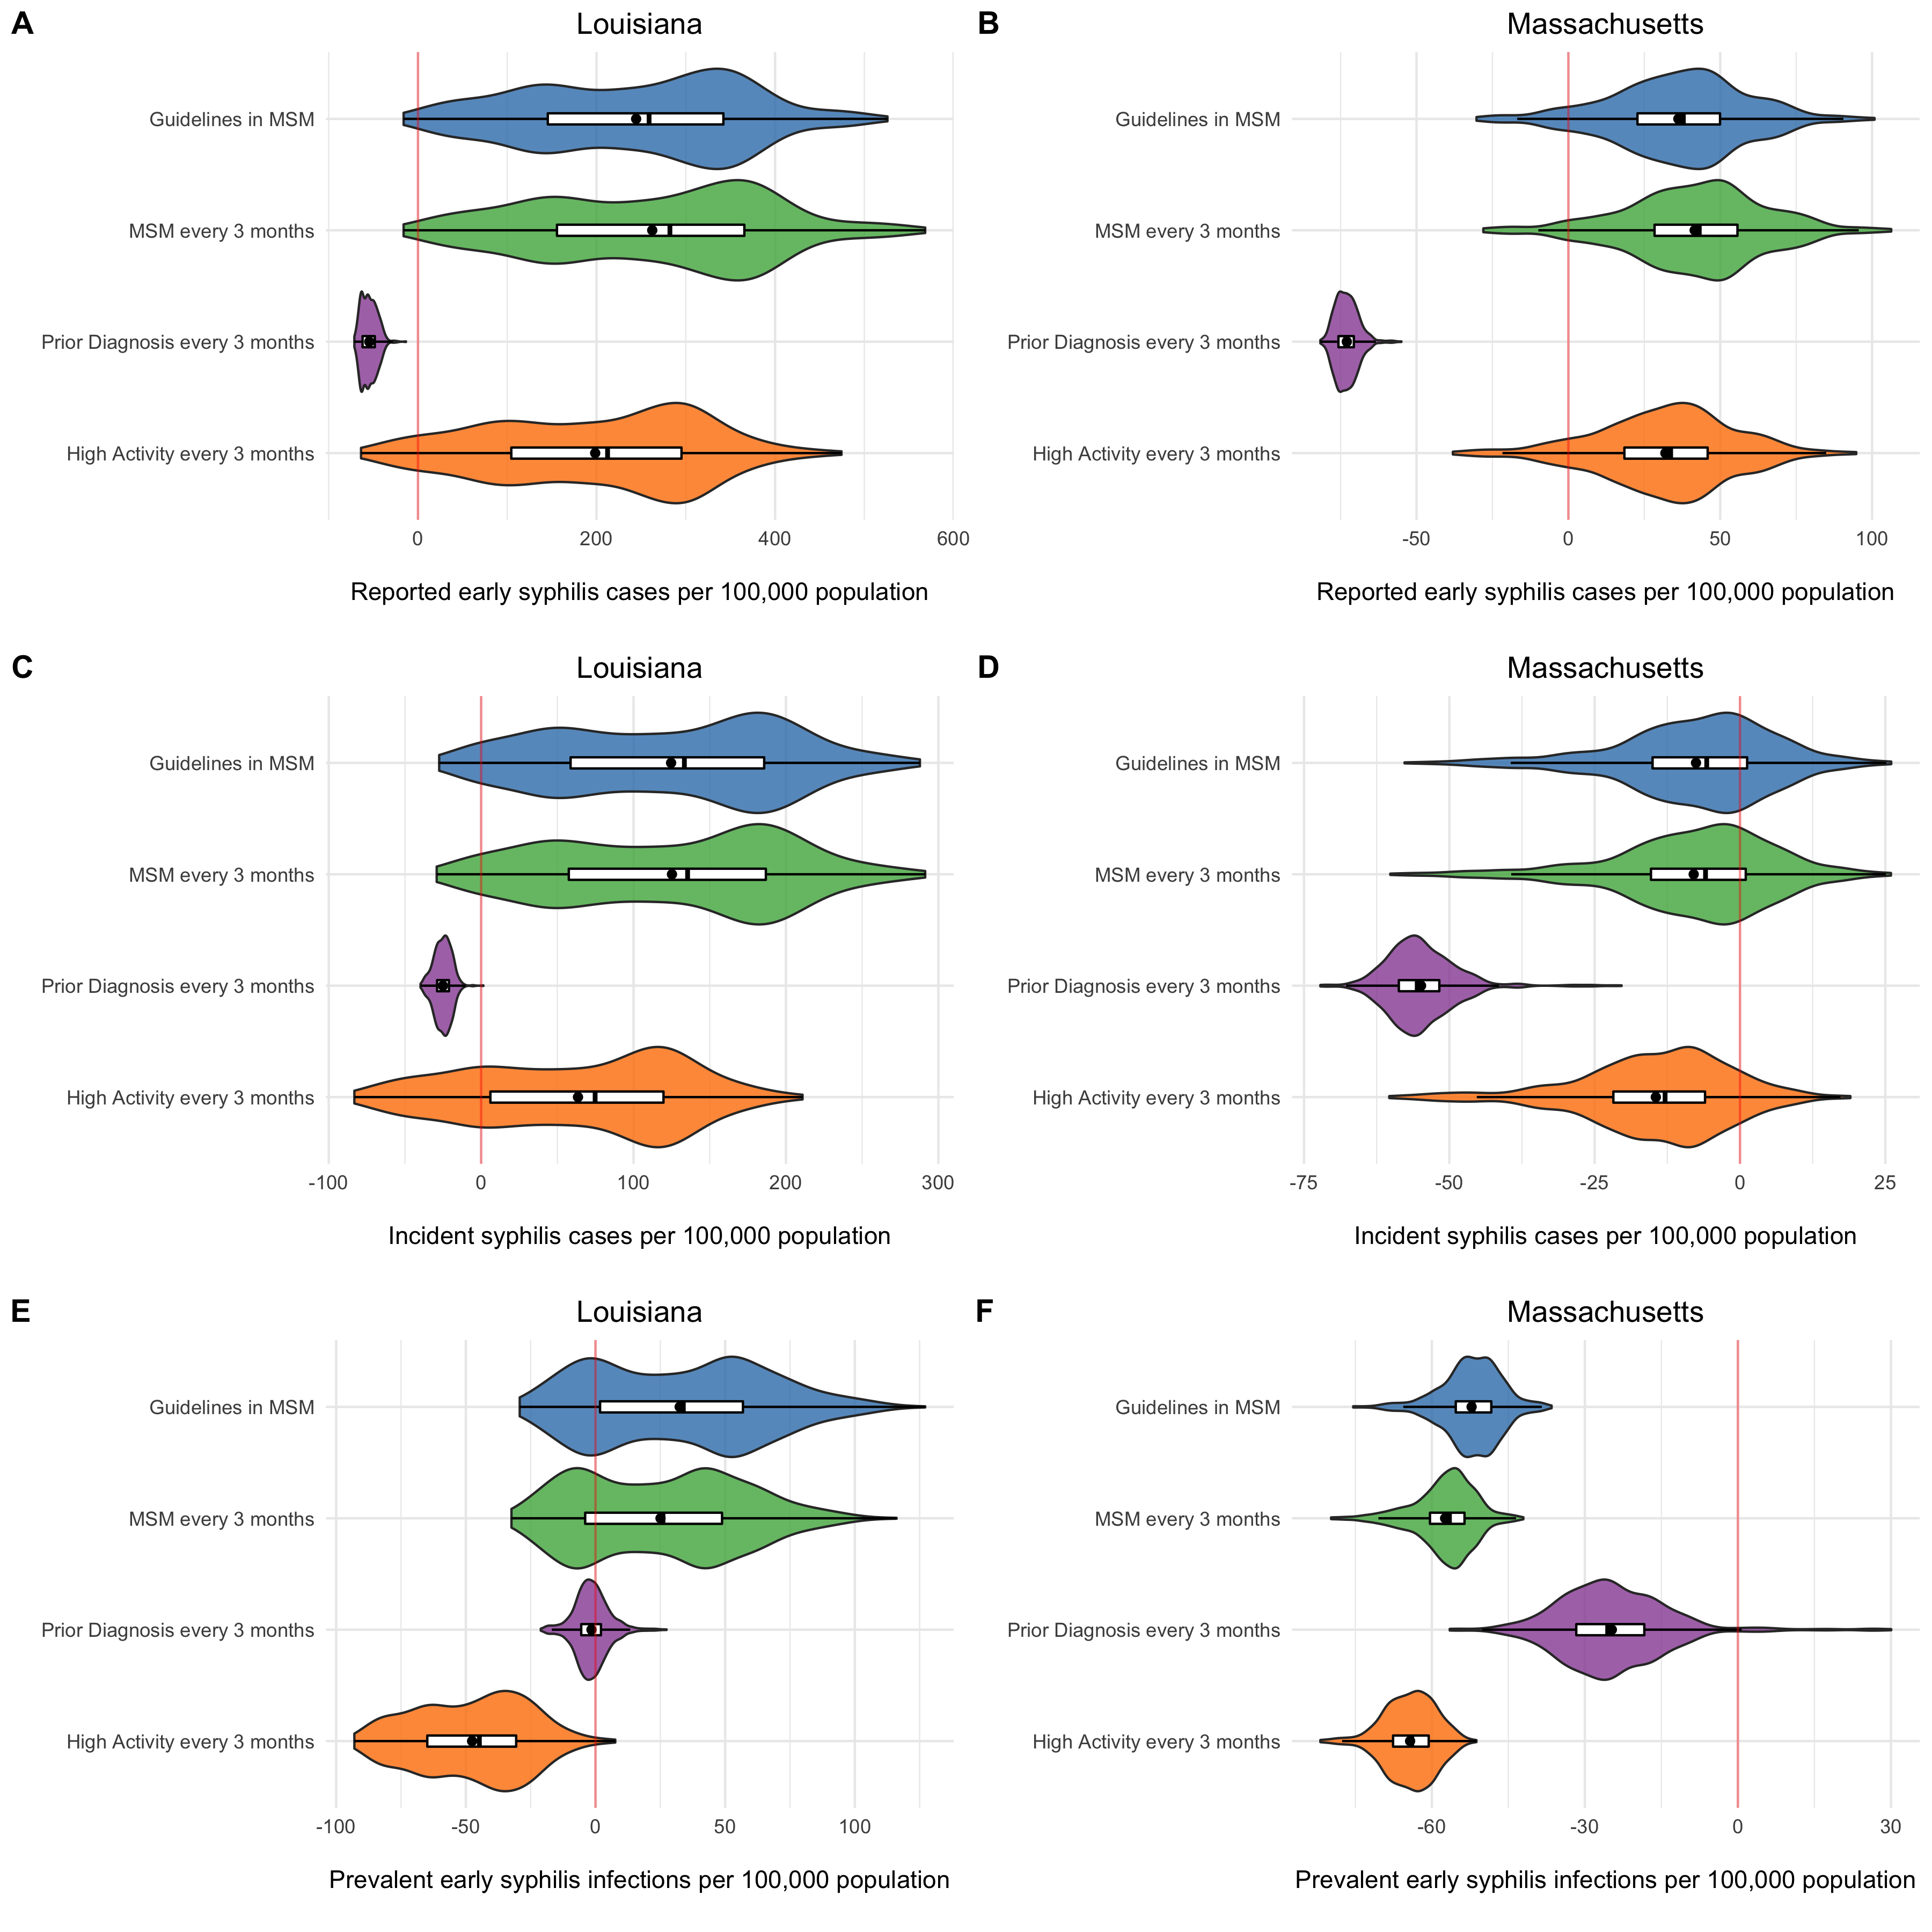 A
Louisiana
Guidelines in MSM
MSM every 3 months
Prior Diagnosis every 3 months
High Activity every 3 months
0 200 400 600
Reported early syphilis cases per 100,000 population
B
Massachusetts
Guidelines in MSM
MSM every 3 months
Prior Diagnosis every 3 months
High Activity every 3 months
-50 0 50 100
Reported early syphilis cases per 100,000 population
C
Louisiana
Guidelines in MSM
MSM every 3 months
Prior Diagnosis every 3 months
High Activity every 3 months
-100 0 100 200 300
Incident syphilis cases per 100,000 population
D
Massachusetts
Guidelines in MSM
MSM every 3 months
Prior Diagnosis every 3 months
High Activity every 3 months
-75 -50 -25 0 25
Incident syphilis cases per 100,000 population
E
Louisiana
Guidelines in MSM
MSM every 3 months
Prior Diagnosis every 3 months
High Activity every 3 months
-100 -50 0 50 100
Prevalent early syphilis infections per 100,000 population
F
Massachusetts
Guidelines in MSM
MSM every 3 months
Prior Diagnosis every 3 months
High Activity every 3 months
-60 -30 0 30
Prevalent early syphilis infections per 100,000 population